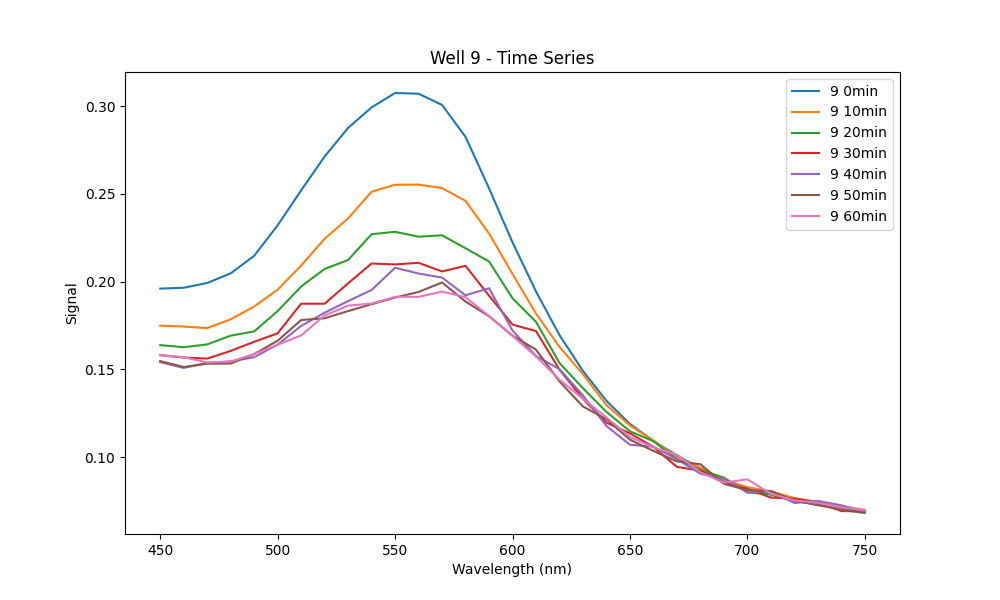 Well 9 - Time Series
Signal
0.30
0.25
0.20
0.15
0.10
450 500 550 600 650 700 750
Wavelength (nm)
9 0min
9 10min
9 20min
9 30min
9 40min
9 50min
9 60min